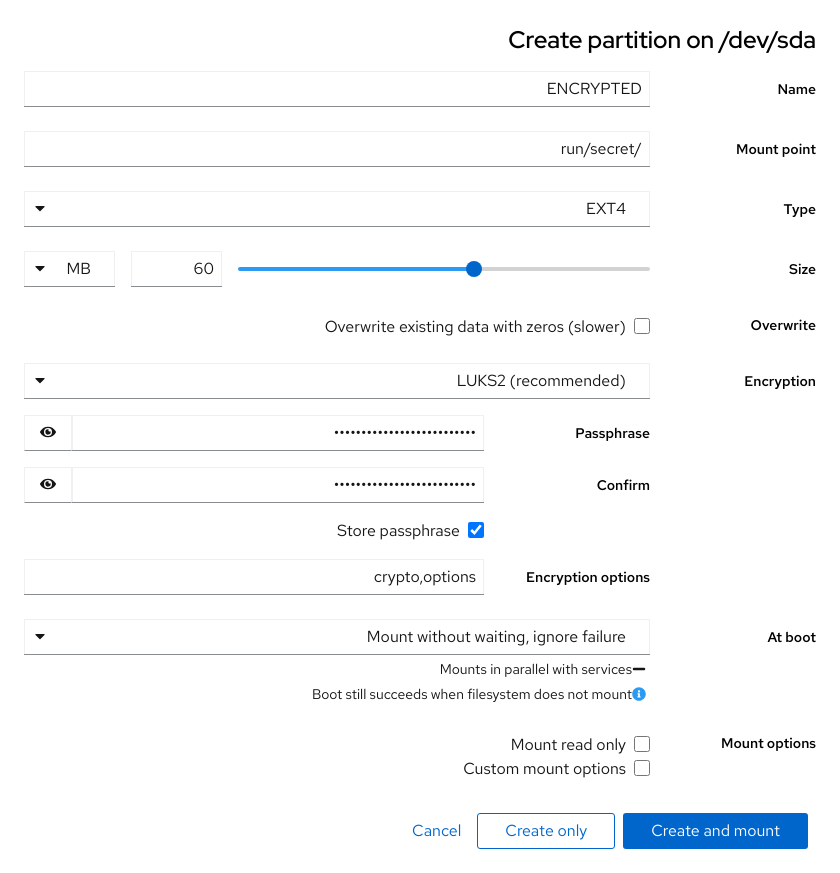 Create partition on /dev/sda
Name
ENCRYPTED
Mount point
run/secret/
Type
EXT4
Size
60
MB
Overwrite
Overwrite existing data with zeros (slower)
Encryption
LUKS2 (recommended)
Passphrase
Confirm
Store passphrase
Encryption options
crypto,options
At boot
Mount without waiting, ignore failure
Mounts in parallel with services
Boot still succeeds when filesystem does not mount
Mount options
Mount read only
Custom mount options
Create and mount
Create only
Cancel